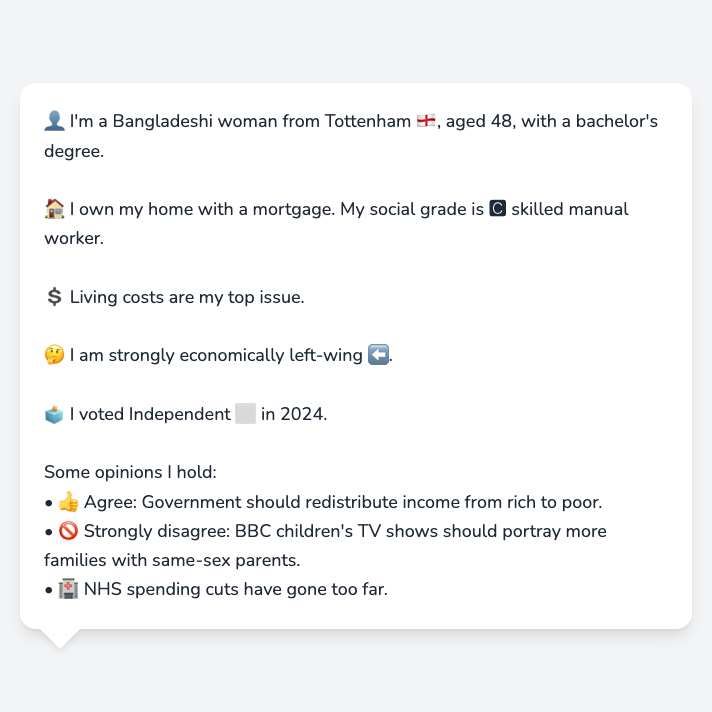 👤 I'm a Bangladeshi woman from Tottenham 🏴󠁧󠁢󠁥󠁮󠁧󠁿, aged 48, with a bachelor's
degree.
🏠 I own my home with a mortgage. My social grade is 🅲 skilled manual
worker.
💲 Living costs are my top issue.
🤔 I am strongly economically left-wing ⬅️.
🗳️ I voted Independent ⬜ in 2024.
Some opinions I hold:
• 👍 Agree: Government should redistribute income from rich to poor.
• 🚫 Strongly disagree: BBC children's TV shows should portray more
families with same-sex parents.
• 🏥 NHS spending cuts have gone too far.